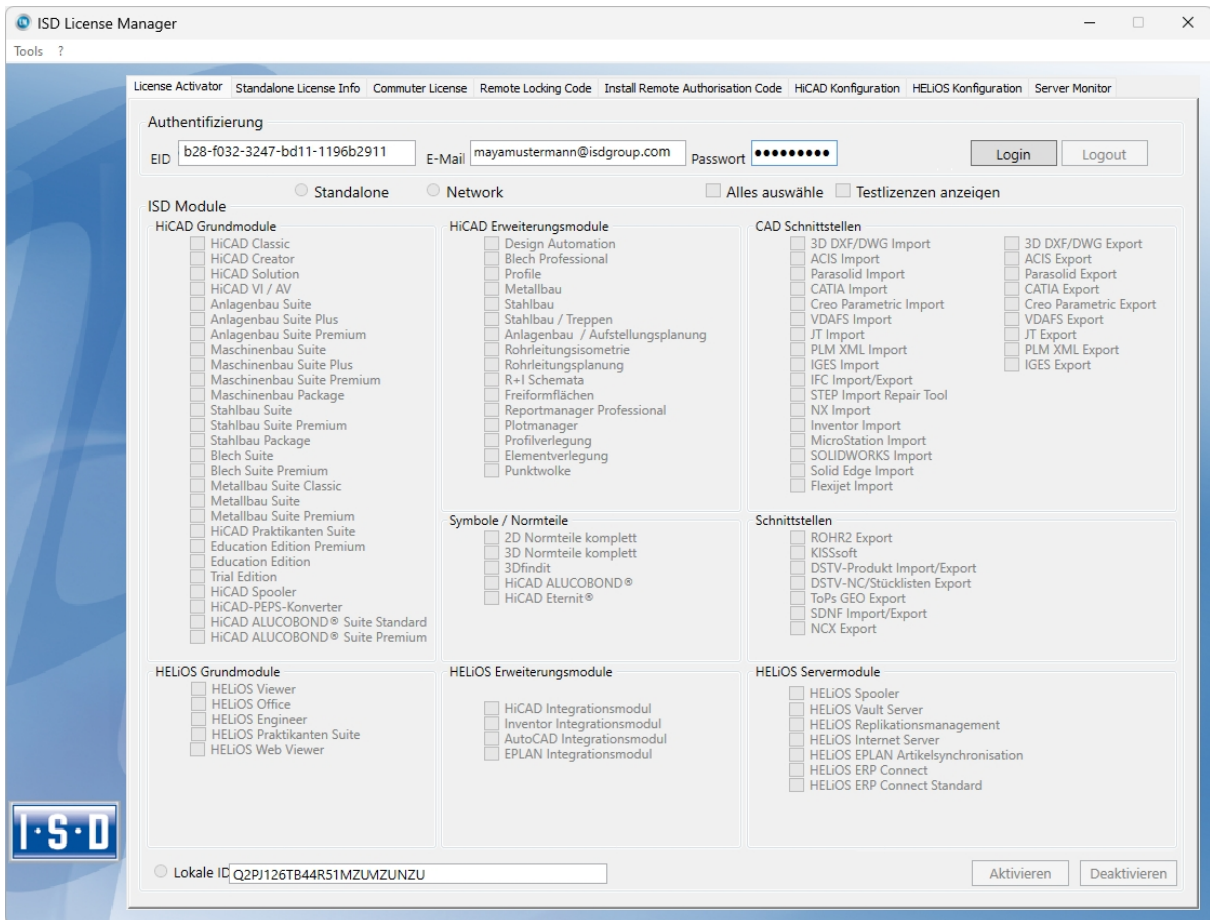 ISD License Manager
Tools ?
License Activator Standalone License Info Commuter License Remote Locking Code Install Remote Authorisation Code HiCAD Konfiguration HELiOS Konfiguration Server Monitor
Authentifizierung
EID b28-f032-3247-bd11-1196b2911 E-Mail mayamustermann@isdgroup.com Passwort ●●●●●●●●● Login Logout
Standalone Network Alles auswähle Testlizenzen anzeigen
ISD Module
HiCAD Grundmodule
HiCAD Classic
HiCAD Creator
HiCAD Solution
HiCAD VI / AV
Anlagenbau Suite
Anlagenbau Suite Plus
Anlagenbau Suite Premium
Maschinenbau Suite
Maschinenbau Suite Plus
Maschinenbau Suite Premium
Maschinenbau Package
Stahlbau Suite
Stahlbau Suite Premium
Stahlbau Package
Blech Suite
Blech Suite Premium
Metallbau Suite Classic
Metallbau Suite
Metallbau Suite Premium
HiCAD Praktikanten Suite
Education Edition Premium
Education Edition
Trial Edition
HiCAD Spooler
HiCAD-PEPS-Konverter
HiCAD ALUCOBOND® Suite Standard
HiCAD ALUCOBOND® Suite Premium
HiCAD Erweiterungsmodule
Design Automation
Blech Professional
Profile
Metallbau
Stahlbau
Stahlbau / Treppen
Anlagenbau / Aufstellungsplanung
Rohrleitungsisometrie
Rohrleitungsplanung
R+I Schemata
Freiformflächen
Reportmanager Professional
Plotmanager
Profilverlegung
Elementverlegung
Punktwolke
CAD Schnittstellen
3D DXF/DWG Import
ACIS Import
Parasolid Import
CATIA Import
Creo Parametric Import
VDAFS Import
JT Import
PLM XML Import
IGES Import
IFC Import/Export
STEP Import Repair Tool
NX Import
Inventor Import
MicroStation Import
SOLIDWORKS Import
Solid Edge Import
Flexijet Import
3D DXF/DWG Export
ACIS Export
Parasolid Export
CATIA Export
Creo Parametric Export
VDAFS Export
JT Export
PLM XML Export
IGES Export
Symbole / Normteile
2D Normteile komplett
3D Normteile komplett
3Dfindit
HiCAD ALUCOBOND®
HiCAD Eternit®
Schnittstellen
ROHR2 Export
KISSsoft
DSTV-Produkt Import/Export
DSTV-NC/Stücklisten Export
ToPs GEO Export
SDNF Import/Export
NCX Export
HELiOS Grundmodule
HELiOS Viewer
HELiOS Office
HELiOS Engineer
HELiOS Praktikanten Suite
HELiOS Web Viewer
HELiOS Erweiterungsmodule
HiCAD Integrationsmodul
Inventor Integrationsmodul
AutoCAD Integrationsmodul
EPLAN Integrationsmodul
HELiOS Servermodule
HELiOS Spooler
HELiOS Vault Server
HELiOS Replikationsmanagement
HELiOS Internet Server
HELiOS EPLAN Artikelsynchronisation
HELiOS ERP Connect
HELiOS ERP Connect Standard
I·S·D
Lokale ID Q2PJ126TB44R51MZUMZUNZU Aktivieren Deaktivieren